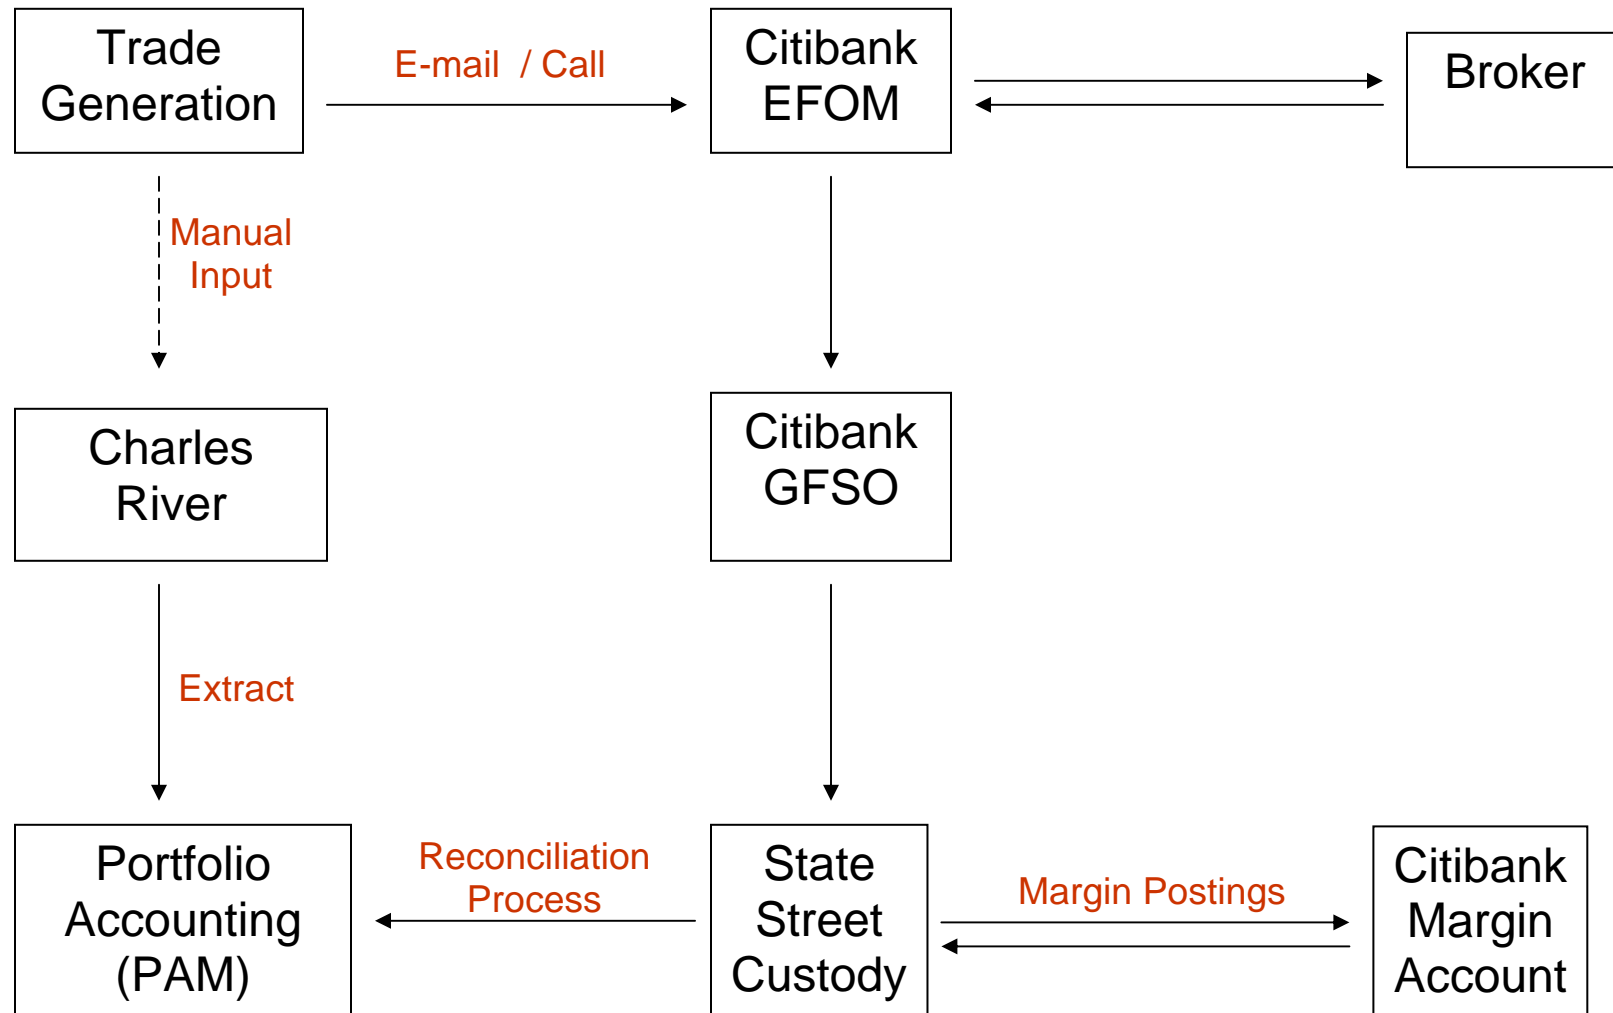 Trade
Generation
E-mail / Call
Citibank
EFOM
Broker
Manual
Input
Charles
River
Citibank
GFSO
Extract
Portfolio
Accounting
(PAM)
Reconciliation
Process
State
Street
Custody
Margin Postings
Citibank
Margin
Account